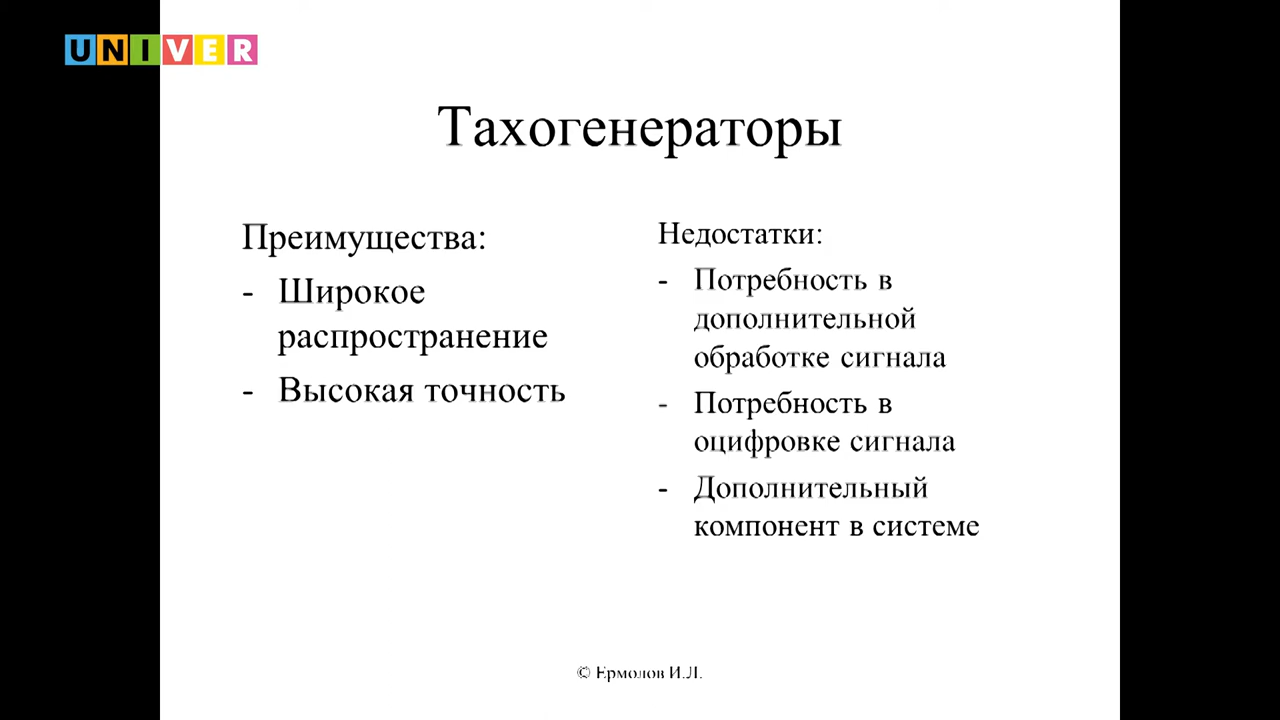 UNIVER
Тахогенераторы
Преимущества:
- Широкое
распространение
- Высокая точность
Недостатки:
- Потребность в
дополнительной
обработке сигнала
- Потребность в
оцифровке сигнала
- Дополнительный
компонент в системе
© Ермолов И.Л.